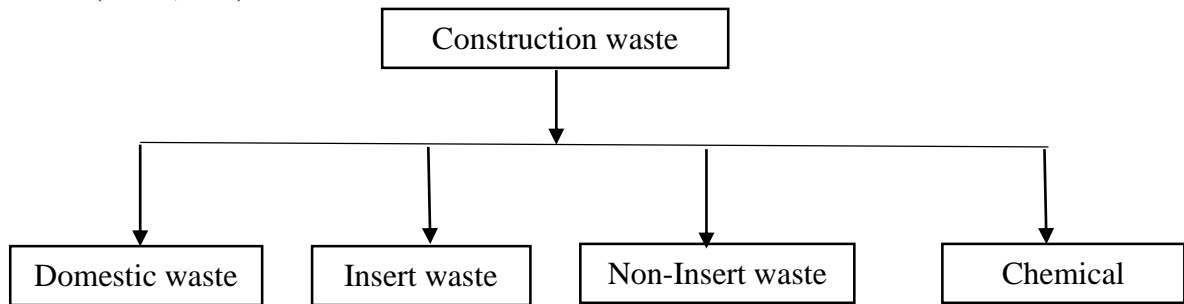 Construction waste
Domestic waste
Insert waste
Non-Insert waste
Chemical